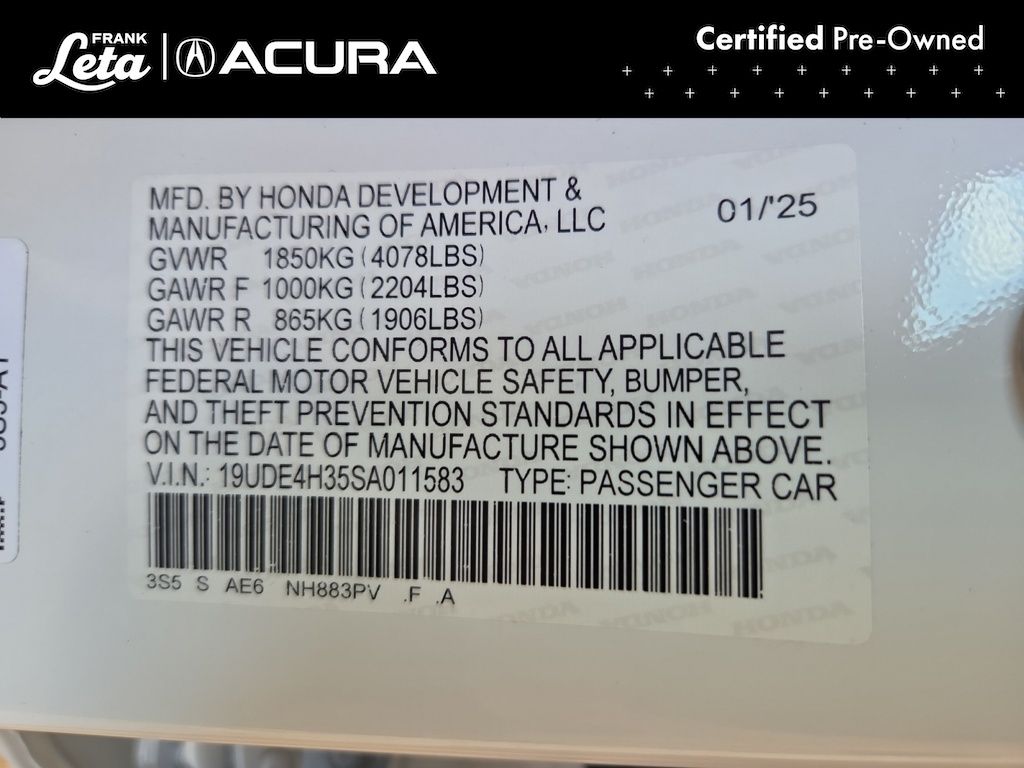 FRANK
Leta
ACURA
Certified Pre-Owned
MFD. BY HONDA DEVELOPMENT &
MANUFACTURING OF AMERICA, LLC
01/'25
GVWR 1850KG (4078LBS)
GAWR F 1000KG (2204LBS)
GAWR R 865KG (1906LBS)
THIS VEHICLE CONFORMS TO ALL APPLICABLE
FEDERAL MOTOR VEHICLE SAFETY, BUMPER,
AND THEFT PREVENTION STANDARDS IN EFFECT
ON THE DATE OF MANUFACTURE SHOWN ABOVE.
V.I.N.: 19UDE4H35SA011583 TYPE: PASSENGER CAR
3S5 S AE6 NH883PV .F .A